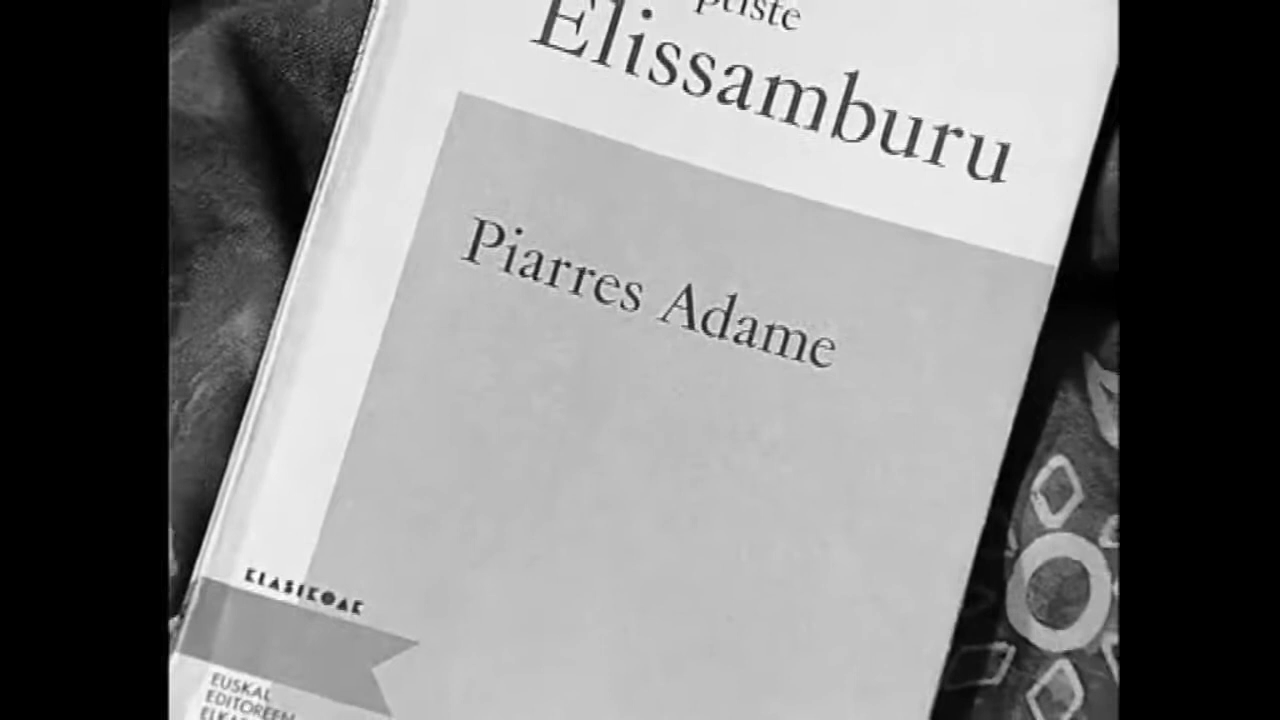 Elissamburu
Piarres Adame
KLASIKOAK
EUSKAL
EDITOREEN